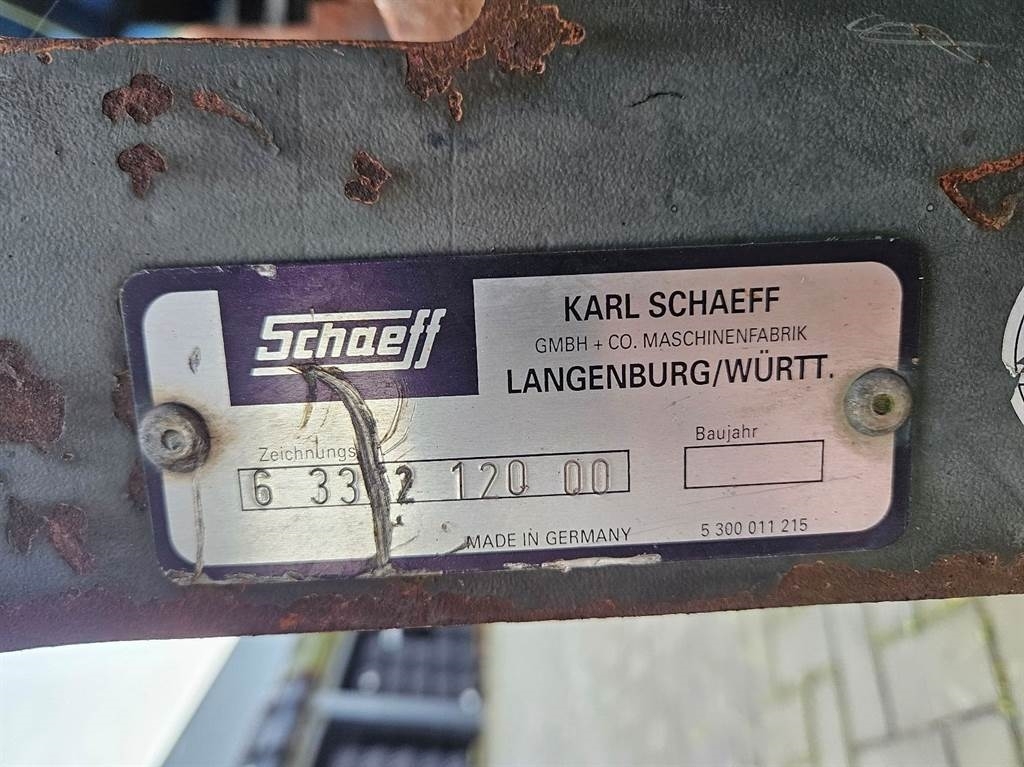 Schaeff
KARL SCHAEFF
GMBH + CO. MASCHINENFABRIK
LANGENBURG/WÜRTT.
Zeichnungs
Baujahr
6 33 2 120 00
MADE IN GERMANY
5 300 011 215